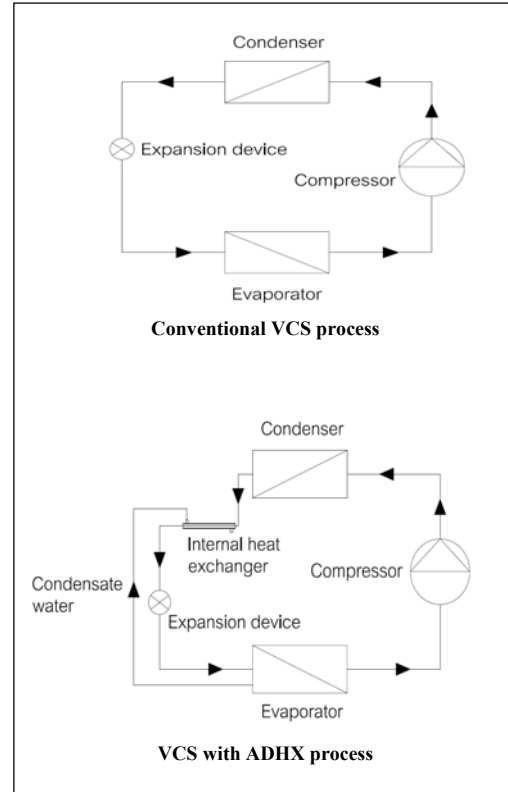 Condenser
Expansion device
Compressor
Evaporator
Conventional VCS process
Condenser
Internal heat
exchanger
Compressor
Condensate
water
Expansion device
Evaporator
VCS with ADHX process